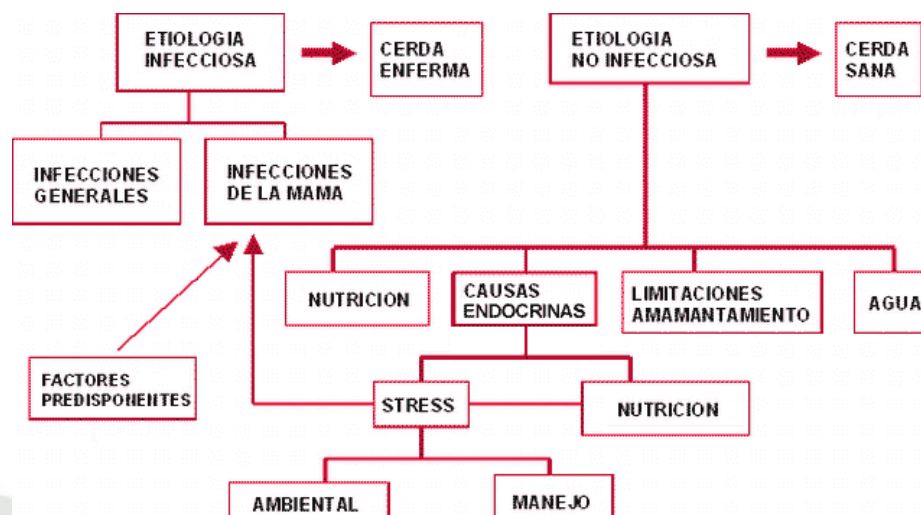 ETIOLOGIA
INFECCIOSA
CERDA
ENFERMA
ETIOLOGIA
NO INFECCIOSA
CERDA
SANA
INFECCIONES
GENERALES
INFECCIONES
DE LA MAMA
NUTRICION
CAUSAS
ENDOCRINAS
LIMITACIONES
AMAMANTAMIENTO
AGUA
FACTORES
PREDISPONENTES
STRESS
NUTRICION
AMBIENTAL
MANEJO